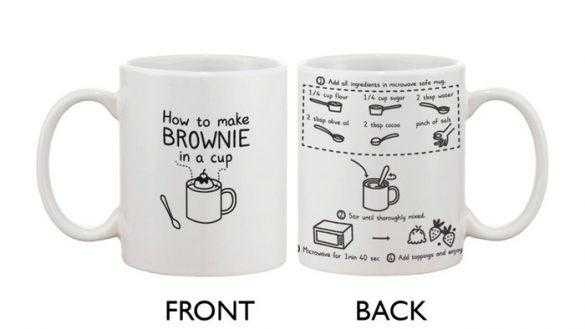 How to make
BROWNIE
in a cup
① Add all ingredients in microwave safe mug.
1/4 cup flour 1/4 cup sugar 2 tbsp water
2 tbsp olive oil 2 tbsp cocoa pinch of salt
② Stir until thoroughly mixed.
Microwave for 1min 40 sec ④ Add toppings and enjoy
FRONT BACK